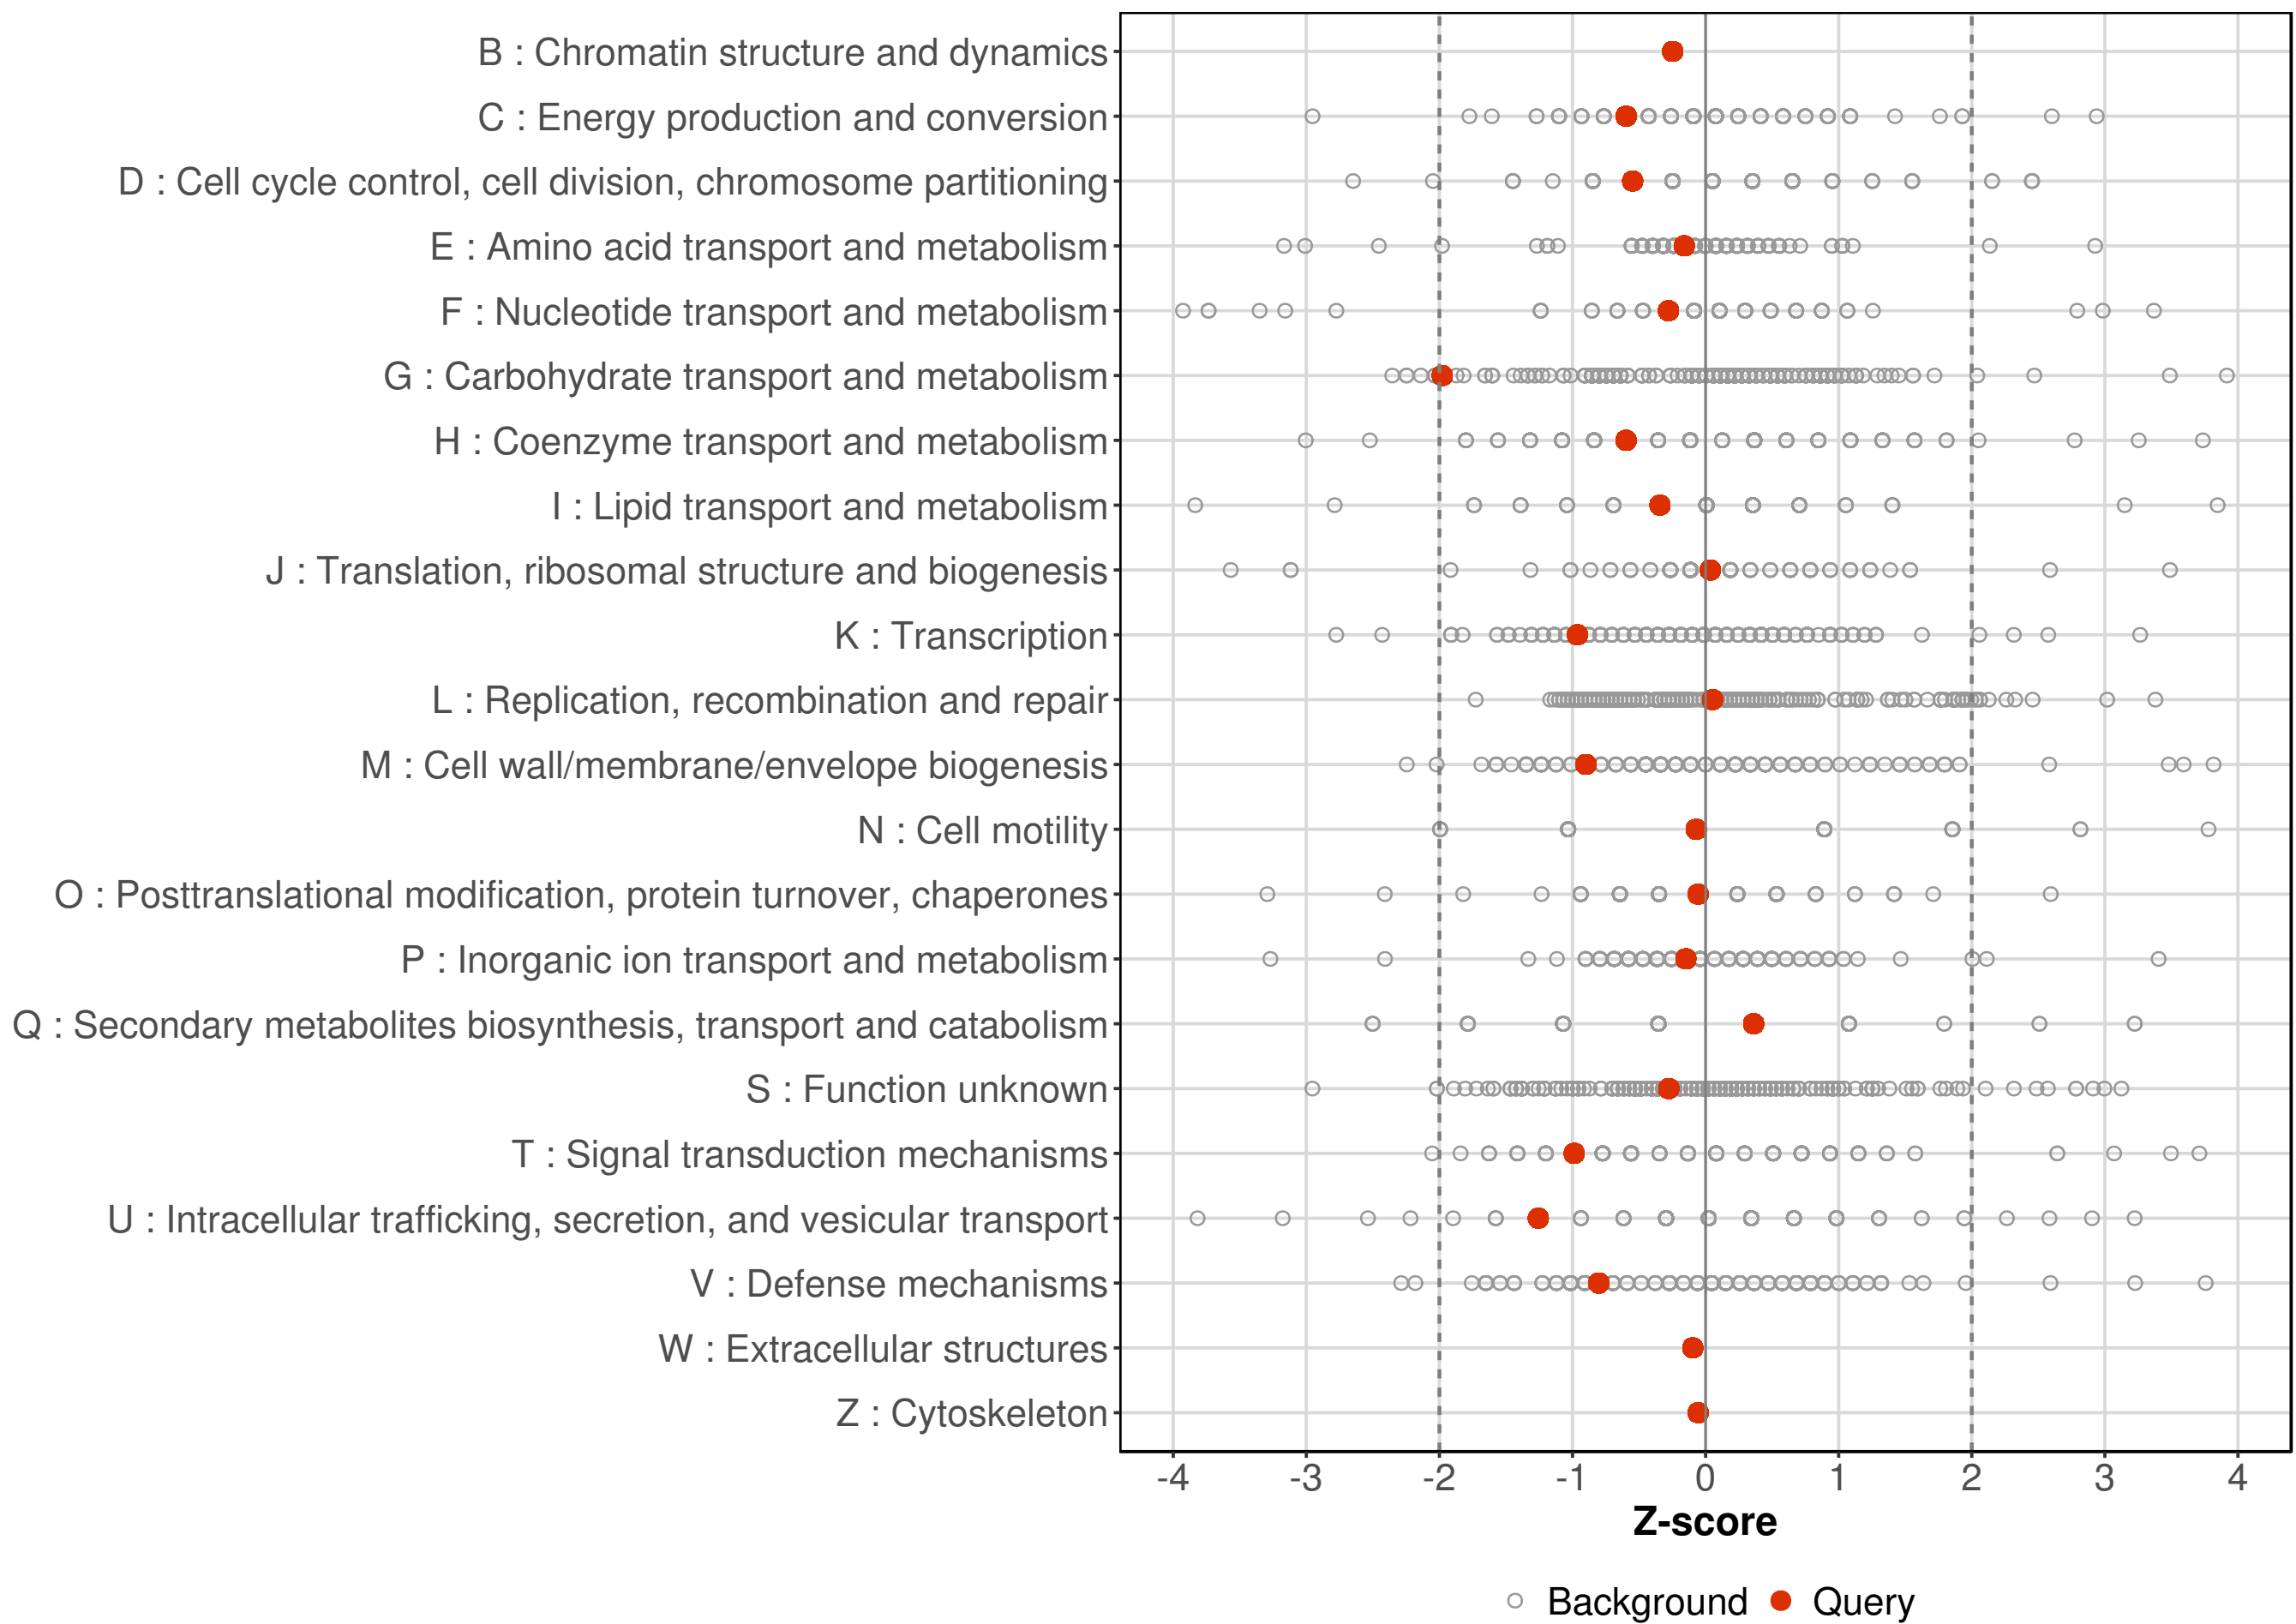 B : Chromatin structure and dynamics
C : Energy production and conversion
D : Cell cycle control, cell division, chromosome partitioning
E : Amino acid transport and metabolism
F : Nucleotide transport and metabolism
G : Carbohydrate transport and metabolism
H : Coenzyme transport and metabolism
I : Lipid transport and metabolism
J : Translation, ribosomal structure and biogenesis
K : Transcription
L : Replication, recombination and repair
M : Cell wall/membrane/envelope biogenesis
N : Cell motility
O : Posttranslational modification, protein turnover, chaperones
P : Inorganic ion transport and metabolism
Q : Secondary metabolites biosynthesis, transport and catabolism
S : Function unknown
T : Signal transduction mechanisms
U : Intracellular trafficking, secretion, and vesicular transport
V : Defense mechanisms
W : Extracellular structures
Z : Cytoskeleton
-4 -3 -2 -1 0 1 2 3 4
Z-score
Background Query